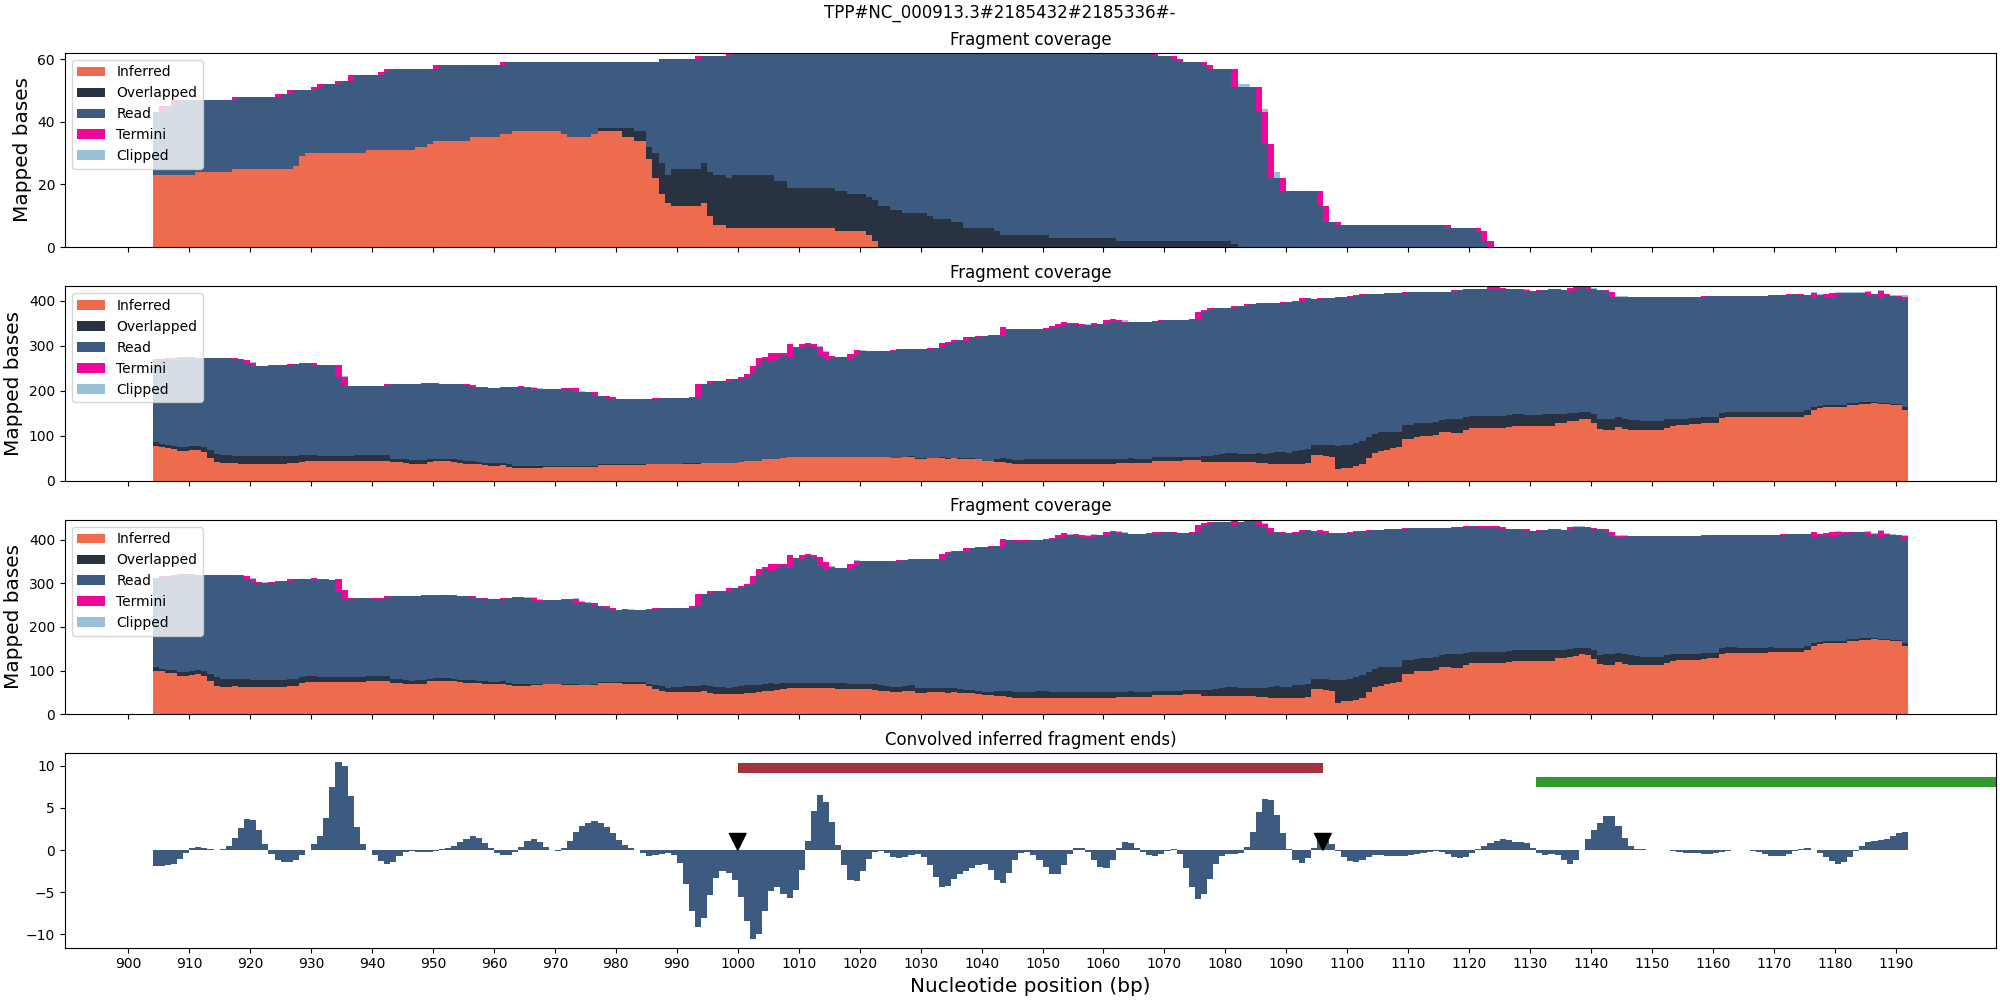 TPP#NC_000913.3#2185432#2185336#-
Fragment coverage
Mapped bases
60
40
20
0
Inferred
Overlapped
Read
Termini
Clipped
Fragment coverage
Mapped bases
400
300
200
100
0
Inferred
Overlapped
Read
Termini
Clipped
Fragment coverage
Mapped bases
400
300
200
100
0
Inferred
Overlapped
Read
Termini
Clipped
Convolved inferred fragment ends)
10
5
0
−5
−10
900 910 920 930 940 950 960 970 980 990 1000 1010 1020 1030 1040 1050 1060 1070 1080 1090 1100 1110 1120 1130 1140 1150 1160 1170 1180 1190
Nucleotide position (bp)